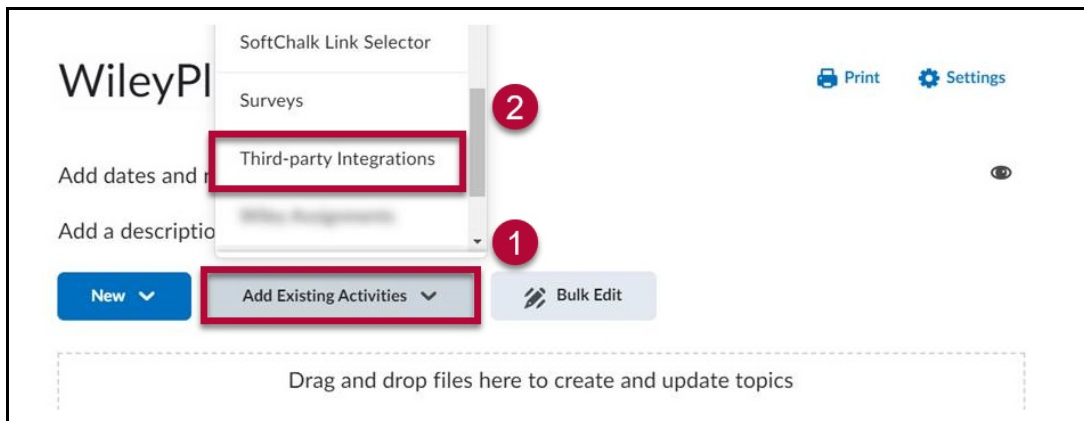 SoftChalk Link Selector
WileyPl
Print
Settings
Surveys
2
Third-party Integrations
Add dates and r
Add a descriptio
1
New
Add Existing Activities
Bulk Edit
Drag and drop files here to create and update topics